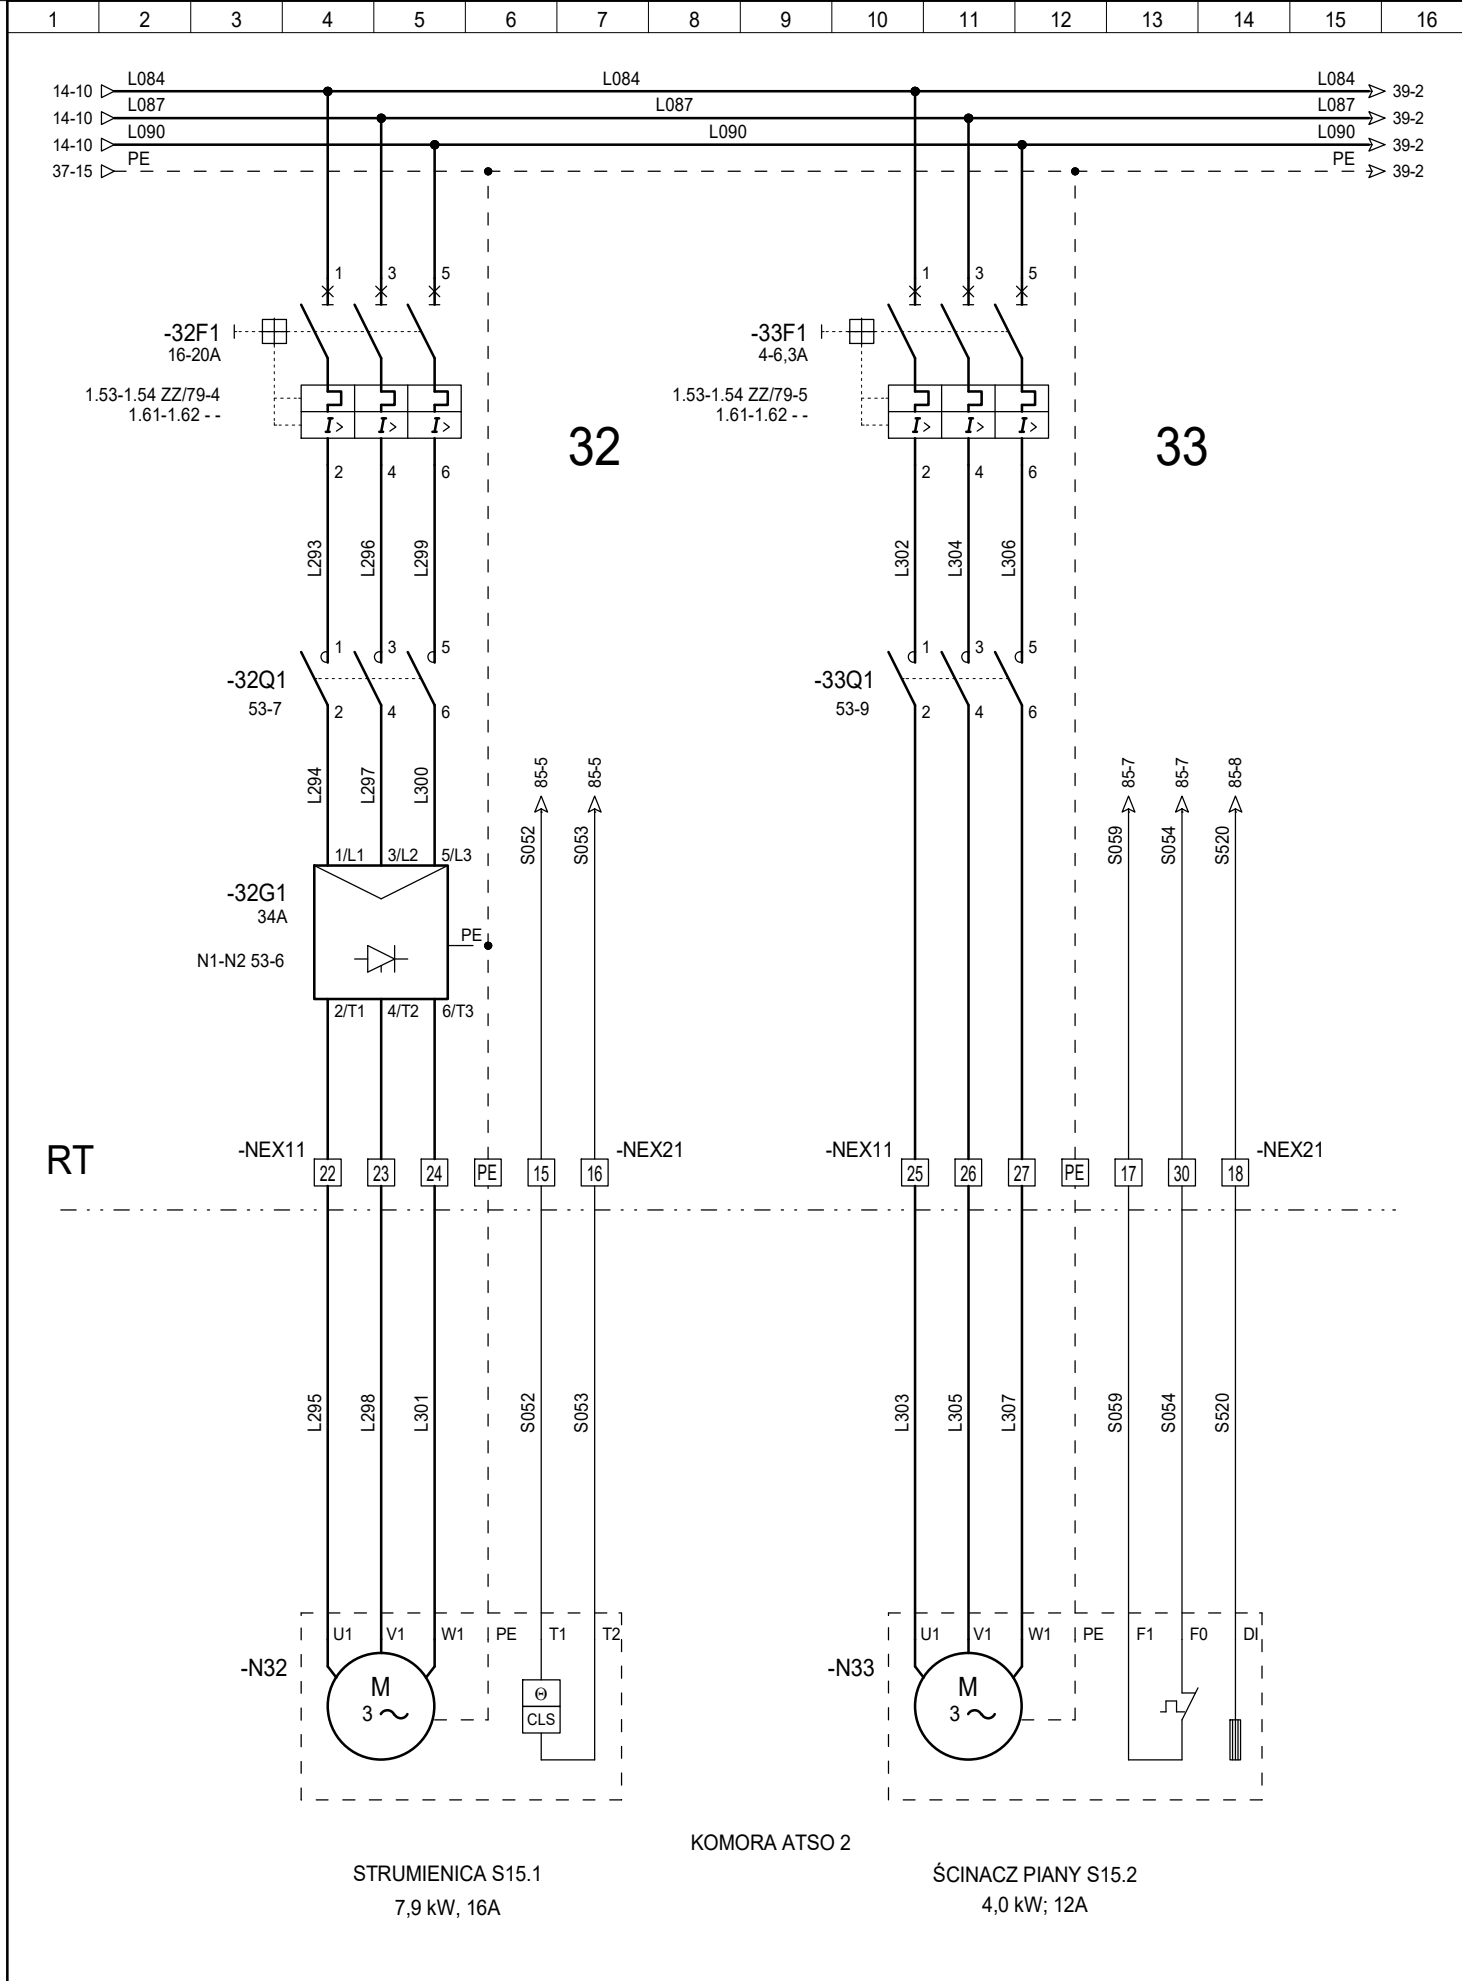 1 2 3 4 5 6 7 8 9 10 11 12 13 14 15 16
14-10 L084 L084 L084 39-2
14-10 L087 L087 L087 39-2
14-10 L090 L090 L090 39-2
37-15 PE PE 39-2
1 3 5 1 3 5
-32F1 -33F1
16-20A 4-6,3A
1.53-1.54 ZZ/79-4 1.53-1.54 ZZ/79-5
1.61-1.62 - - 1.61-1.62 - -
I> I> I> I> I> I>
32 33
2 4 6 2 4 6
L293 L296 L299 L302 L304 L306
1 3 5 1 3 5
-32Q1 -33Q1
53-7 53-9
2 4 6 2 4 6
85-5 85-5 85-7 85-7 85-8
L294 L297 L300
S052 S053 S059 S054 S520
1/L1 3/L2 5/L3
-32G1
34A
PE
N1-N2 53-6
2/T1 4/T2 6/T3
RT
-NEX11 -NEX21 -NEX11 -NEX21
22 23 24 PE 15 16 25 26 27 PE 17 30 18
L295 L298 L301 S052 S053 L303 L305 L307 S059 S054 S520
U1 V1 W1 PE T1 T2 U1 V1 W1 PE F1 F0 DI
-N32 -N33
M M
3 ~ 3 ~
Θ
CLS
KOMORA ATSO 2
STRUMIENICA S15.1 ŚCINACZ PIANY S15.2
7,9 kW, 16A 4,0 kW; 12A